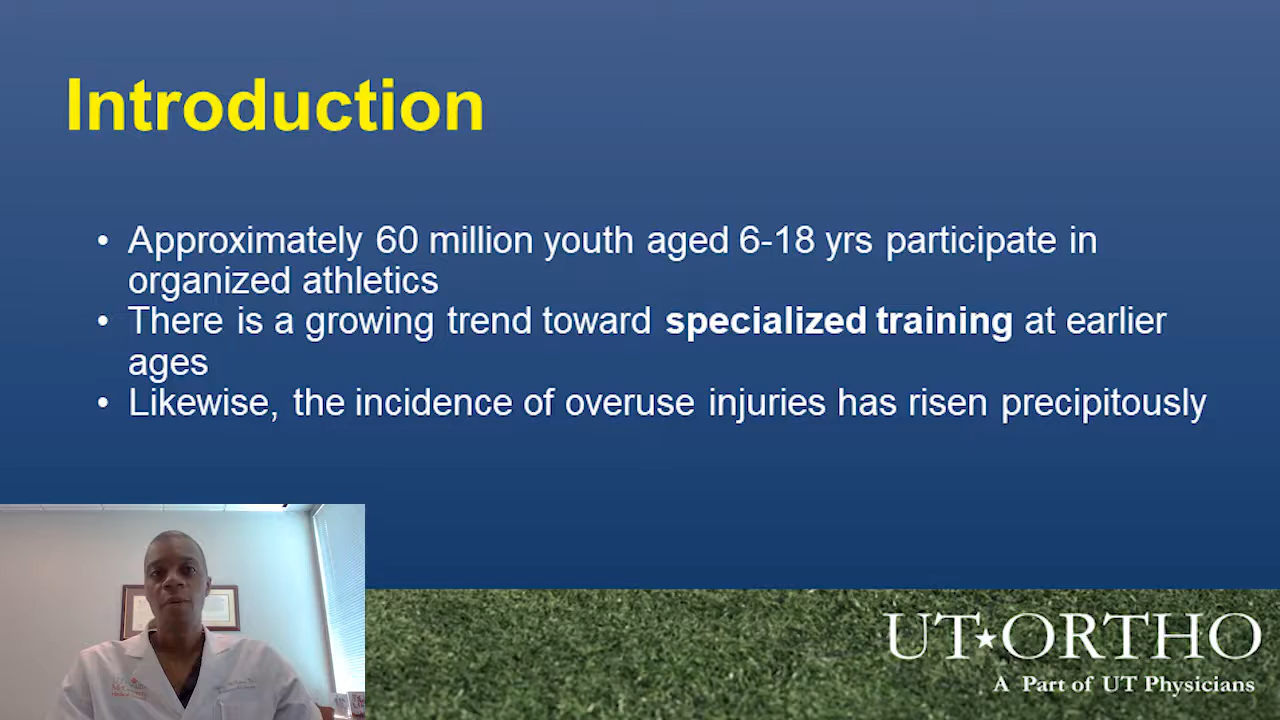 Introduction
• Approximately 60 million youth aged 6-18 yrs participate in
organized athletics
• There is a growing trend toward specialized training at earlier
ages
• Likewise, the incidence of overuse injuries has risen precipitously
UT★ORTHO
A Part of UT Physicians